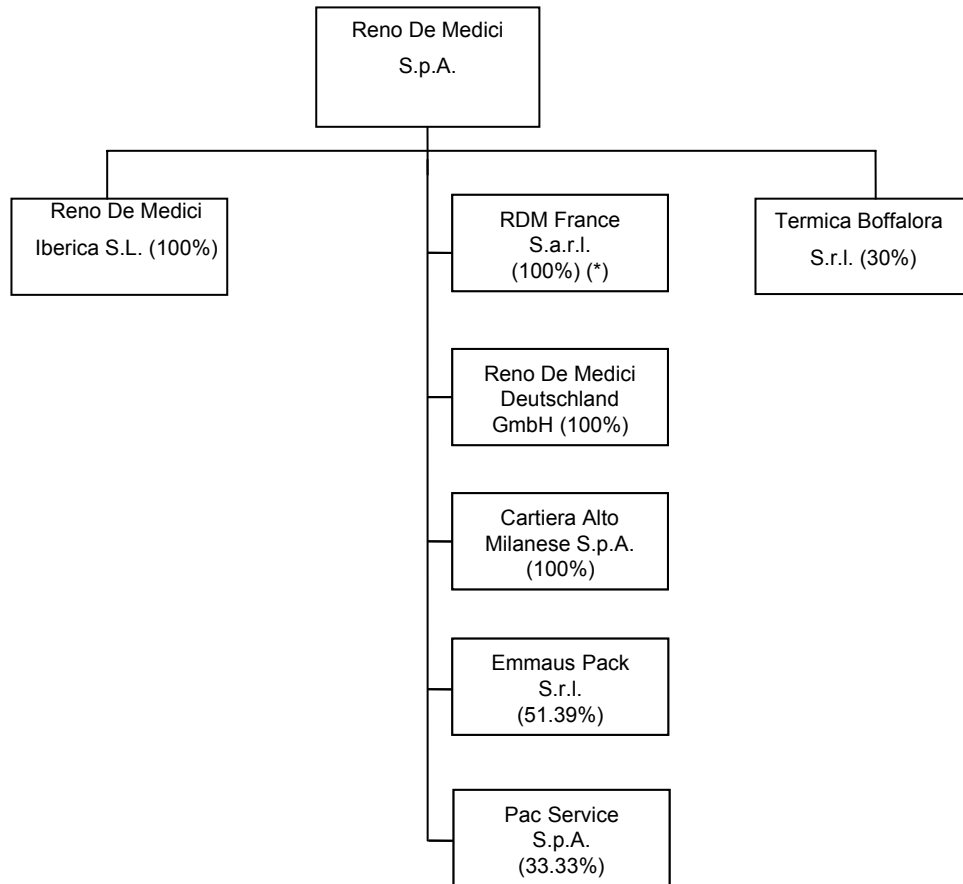 Reno De Medici
S.p.A.
Reno De Medici
Iberica S.L. (100%)
RDM France
S.a.r.l.
(100%) (*)
Termica Boffalora
S.r.l. (30%)
Reno De Medici
Deutschland
GmbH (100%)
Cartiera Alto
Milanese S.p.A.
(100%)
Emmaus Pack
S.r.l.
(51.39%)
Pac Service
S.p.A.
(33.33%)